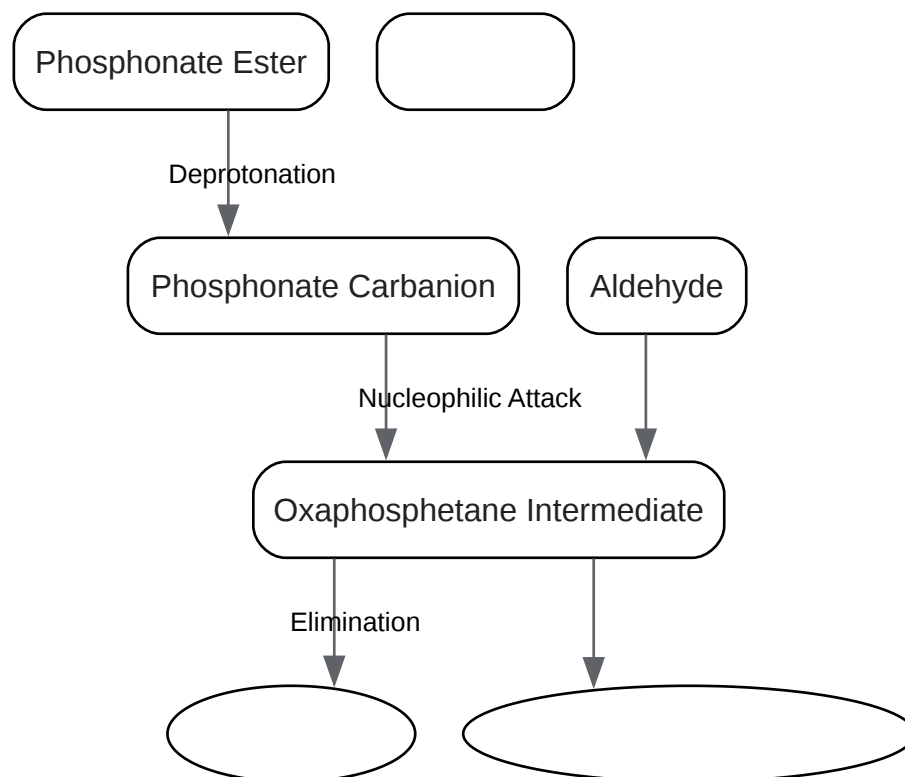 Phosphonate Ester
Deprotonation
Phosphonate Carbanion
Aldehyde
Nucleophilic Attack
Oxaphosphetane Intermediate
Elimination